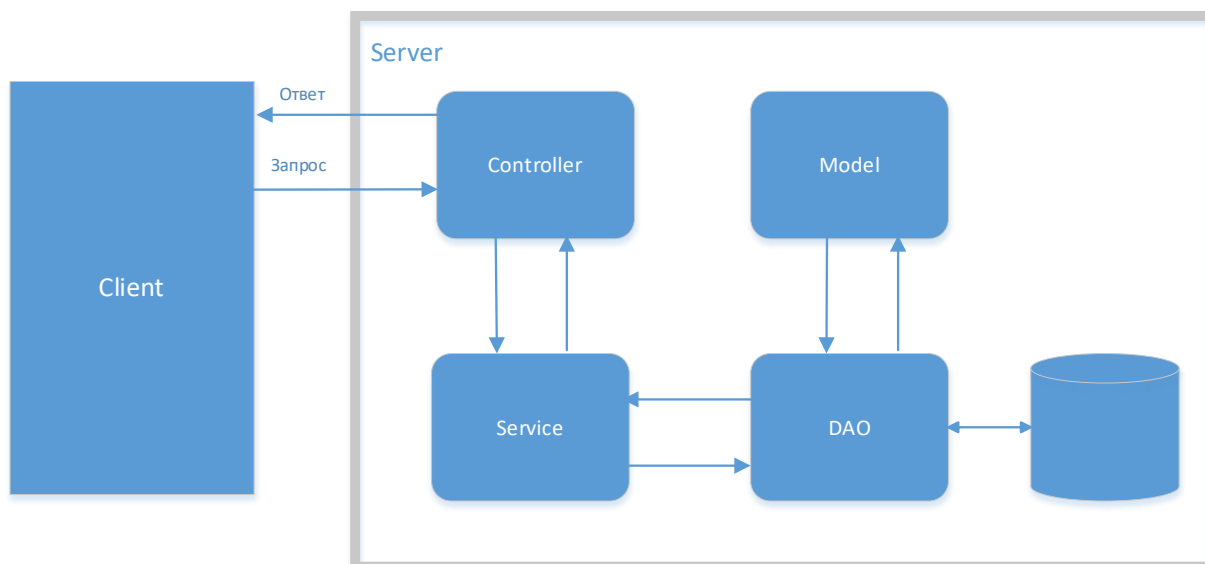 Server
Ответ
Controller
Model
Запрос
Client
Service
DAO